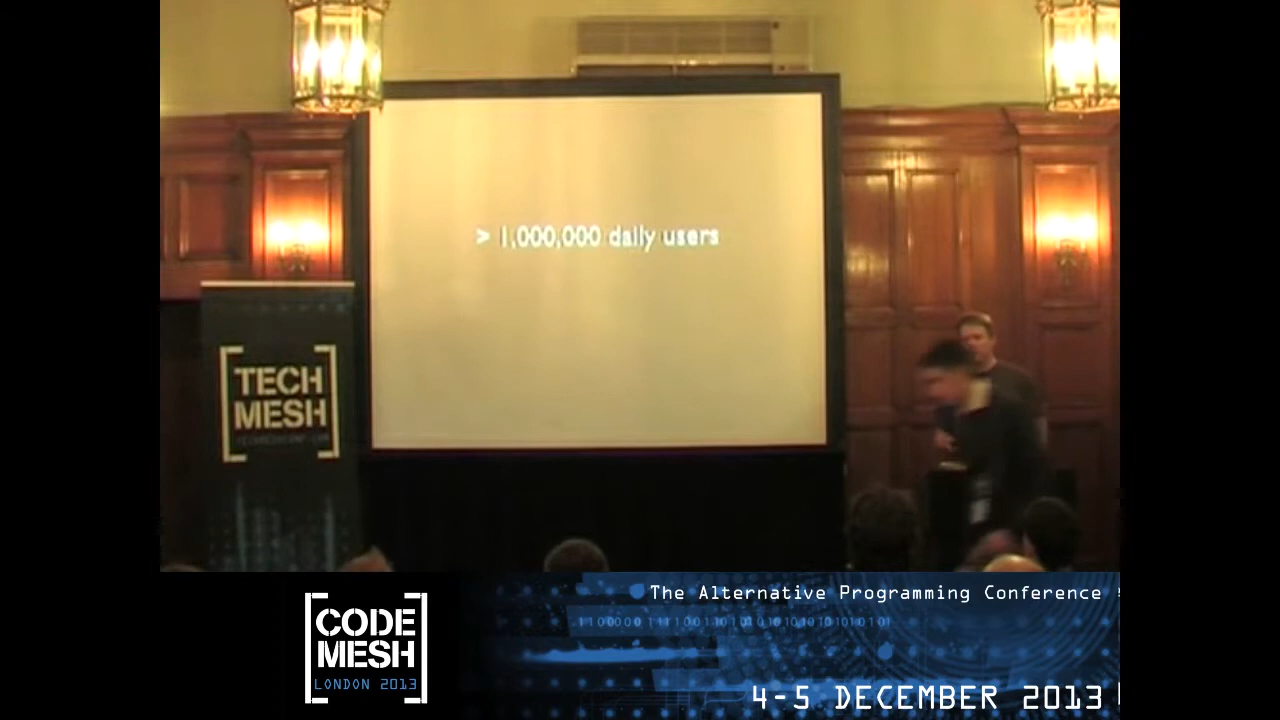 > 1,000,000 daily users
TECH
MESH
CODE
MESH
LONDON 2013
The Alternative Programming Conference
4-5 DECEMBER 2013